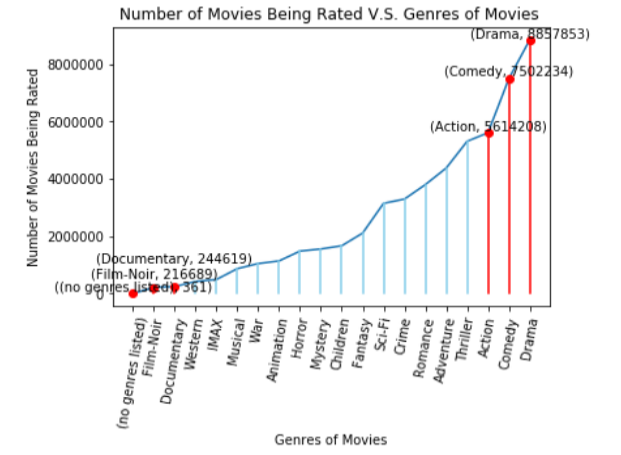 Number of Movies Being Rated V.S. Genres of Movies
(Drama, 8857853)
(Comedy, 7502234)
(Action, 5614208)
(Documentary, 244619)
(Film-Noir, 216689)
((no genres listed), 361)
Number of Movies Being Rated
8000000
6000000
4000000
2000000
0
(no genres listed)
Film-Noir
Documentary
Western
IMAX
Musical
War
Animation
Horror
Mystery
Children
Fantasy
Sci-Fi
Crime
Romance
Adventure
Thriller
Action
Comedy
Drama
Genres of Movies